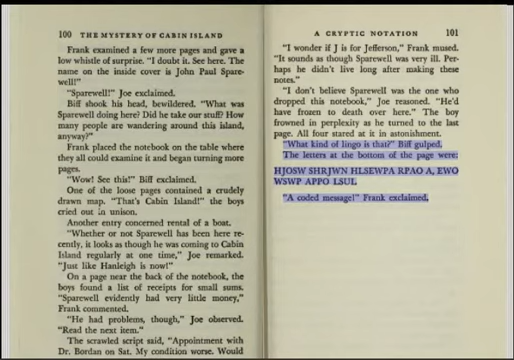 100 THE MYSTERY OF CABIN ISLAND
Frank examined a few more pages and gave a
low whistle of surprise. "I doubt it. See here. The
name on the inside cover is John Paul Spare-
well!"
"Sparewell!" Joe exclaimed.
Biff shook his head, bewildered. "What was
Sparewell doing here? Did he take our stuff? How
many people are wandering around this island,
anyway?"
Frank placed the notebook on the table where
they all could examine it and began turning more
pages.
"Wow! See this!" Biff exclaimed.
One of the loose pages contained a crudely
drawn map. "That's Cabin Island!" the boys
cried out in unison.
Another entry concerned rental of a boat.
"Whether or not Sparewell has been here re-
cently, it looks as though he was coming to Cabin
Island regularly at one time," Joe remarked.
"Just like Hanleigh is now!"
On a page near the back of the notebook, the
boys found a list of receipts for small sums.
"Sparewell evidently had very little money,"
Frank commented.
"He had problems, though," Joe observed.
"Read the next item."
The scrawled script said, "Appointment with
Dr. Bordan on Sat. My condition worse. Would
A CRYPTIC NOTATION 101
"I wonder if J is for Jefferson," Frank mused.
"It sounds as though Sparewell was very ill. Per-
haps he didn't live long after making these
notes."
"I don't believe Sparewell was the one who
dropped this notebook," Joe reasoned. "He'd
have frozen to death over here." The boy
frowned in perplexity as he turned to the last
page. All four stared at it in astonishment.
"What kind of lingo is that?" Biff gulped.
The letters at the bottom of the page were:
HJOSW SHRJWN HLSEWPA RPAO A, EWO
WSWP APPO LSUL
"A coded message!" Frank exclaimed.